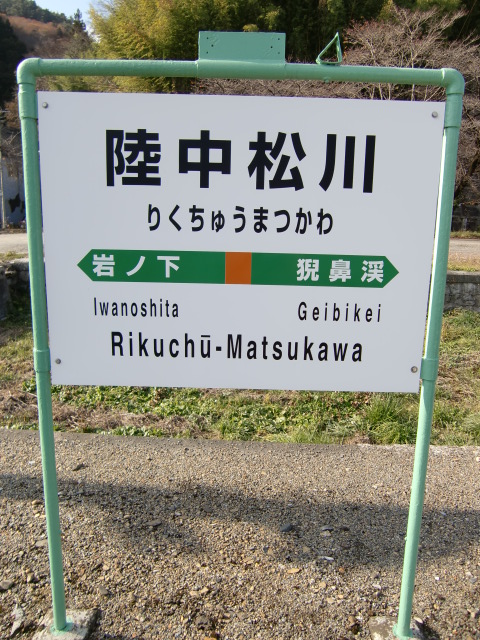 陸中松川
りくちゅうまつかわ
岩ノ下 猊鼻渓
Iwanoshita Geibikei
Rikuchū-Matsukawa